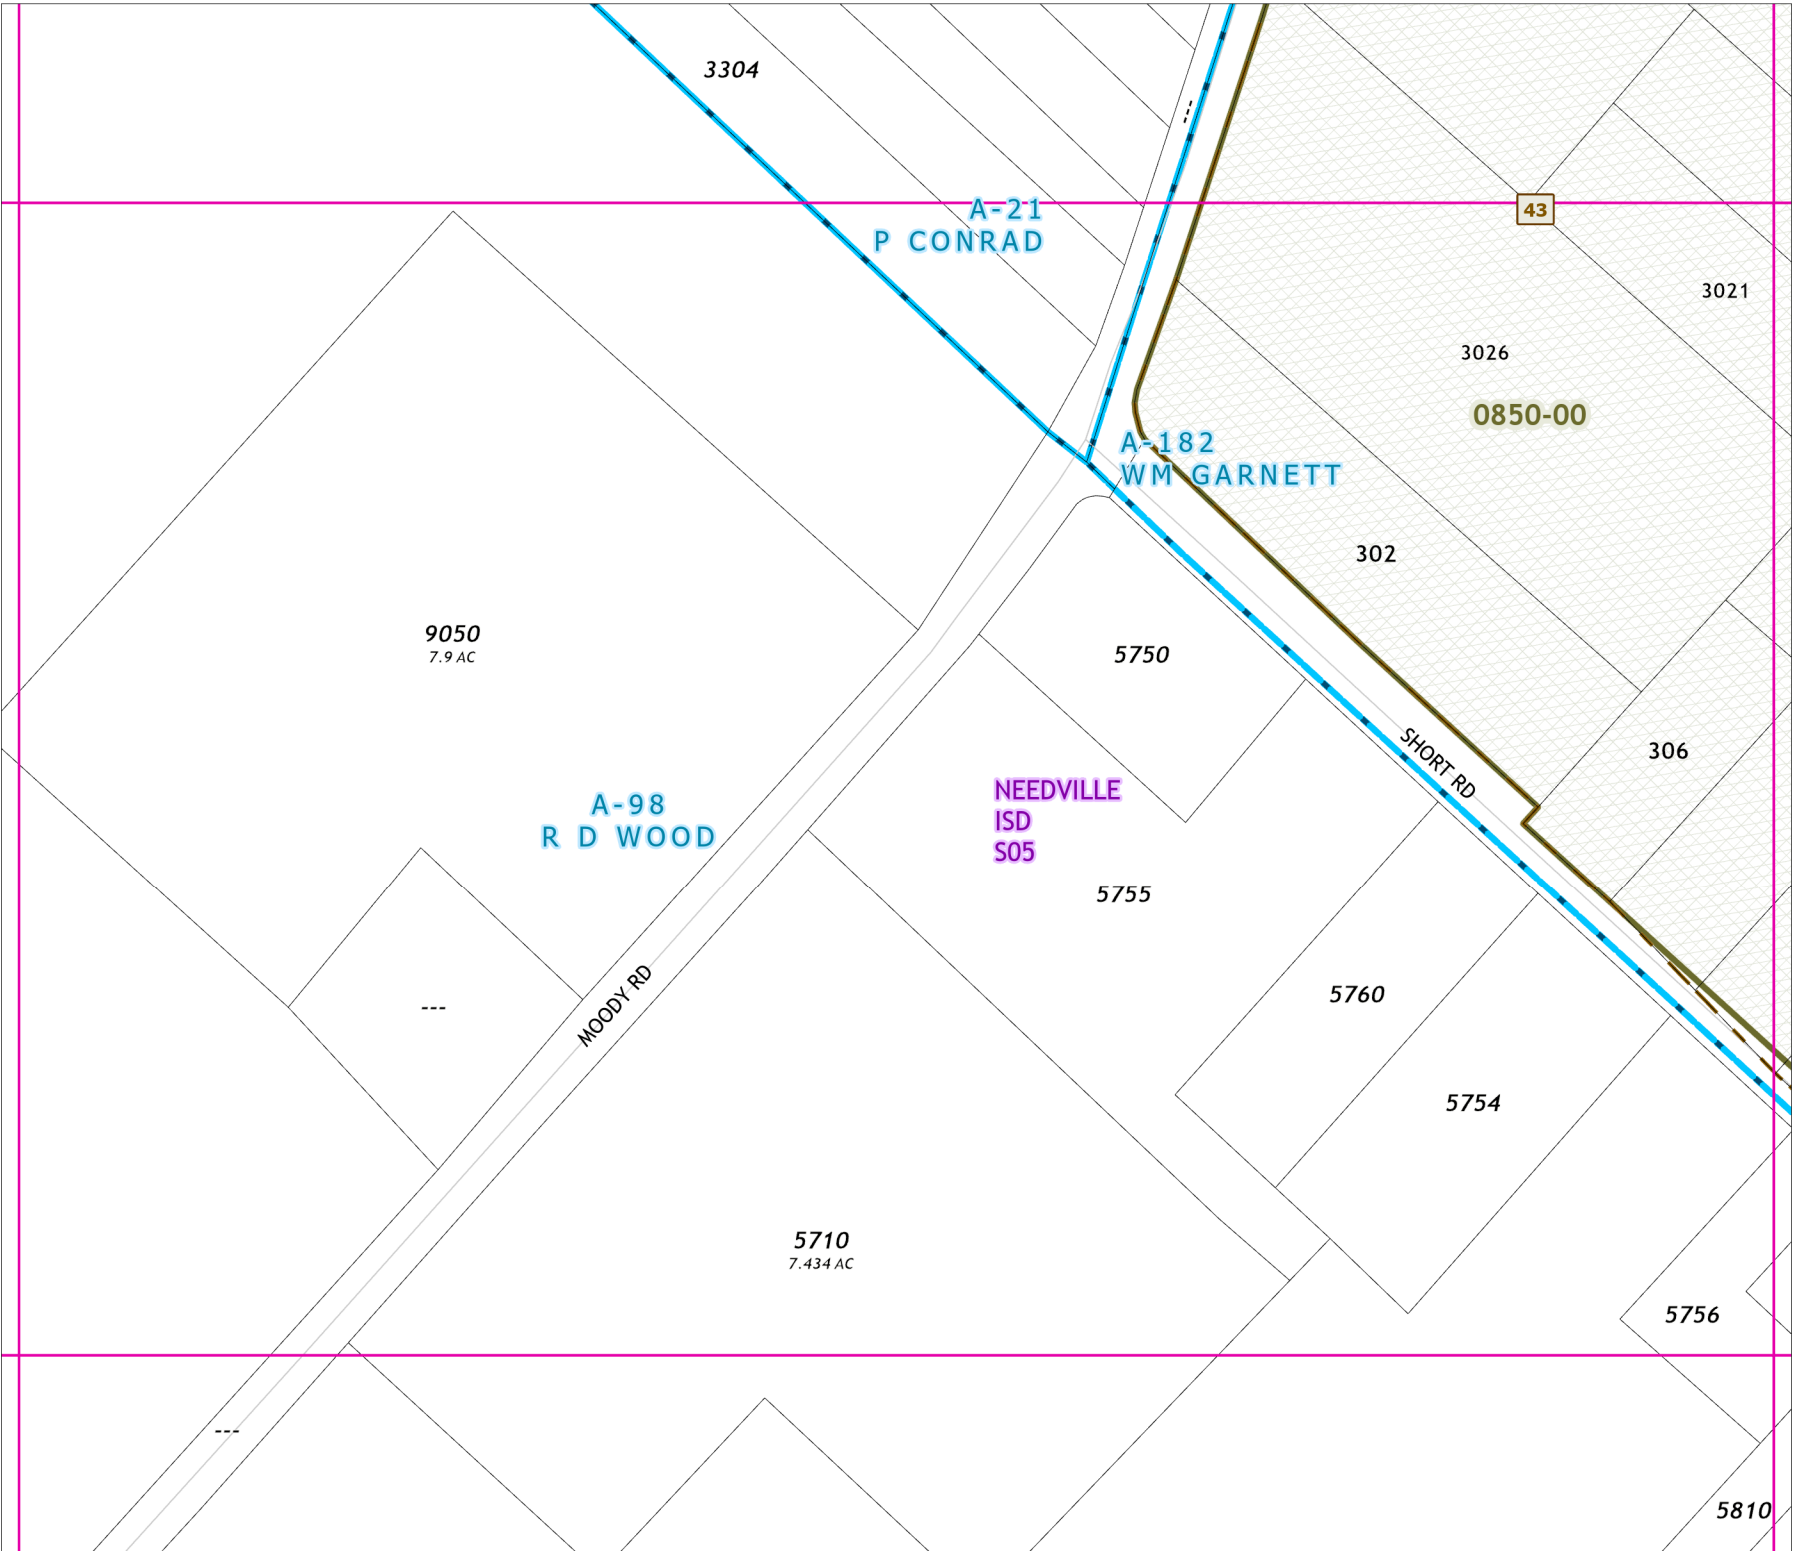 3304
---
A-21
P CONRAD
43
3021
3026
0850-00
A-182
WM GARNETT
302
9050
7.9 AC
5750
SHORT RD
306
NEEDVILLE
ISD
S05
A-98
R D WOOD
5755
MOODY RD
---
5760
5754
5710
7.434 AC
5756
---
5810